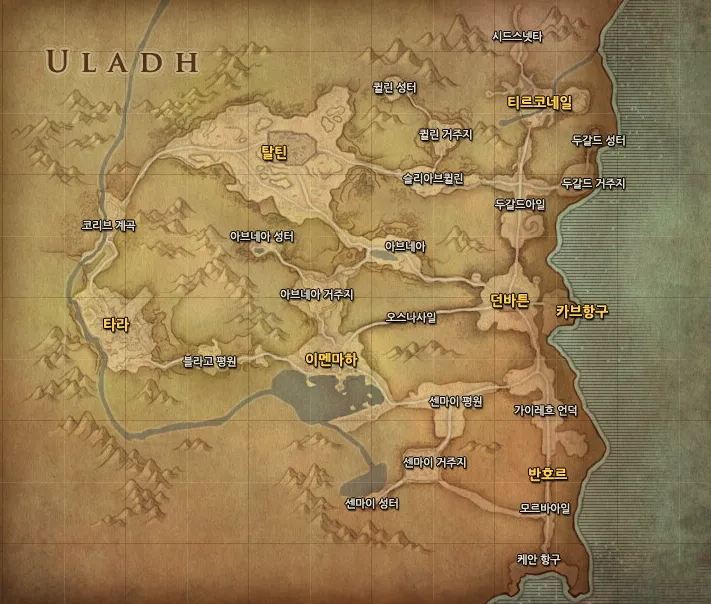 시드스넷타
ULADH
퀼린 성터
티르코네일
퀼린 거주지
두갈드 성터
탈틴
슬리아브퀼린
두갈드 거주지
두갈드아일
코리브 계곡
아브네아 성터
아브네아
아브네아 거주지
던바튼
카브항구
오스나사일
타라
이멘마하
블라고 평원
센마이 평원
가이레흐 언덕
센마이 거주지
반호르
센마이 성터
모르바아일
케안 항구